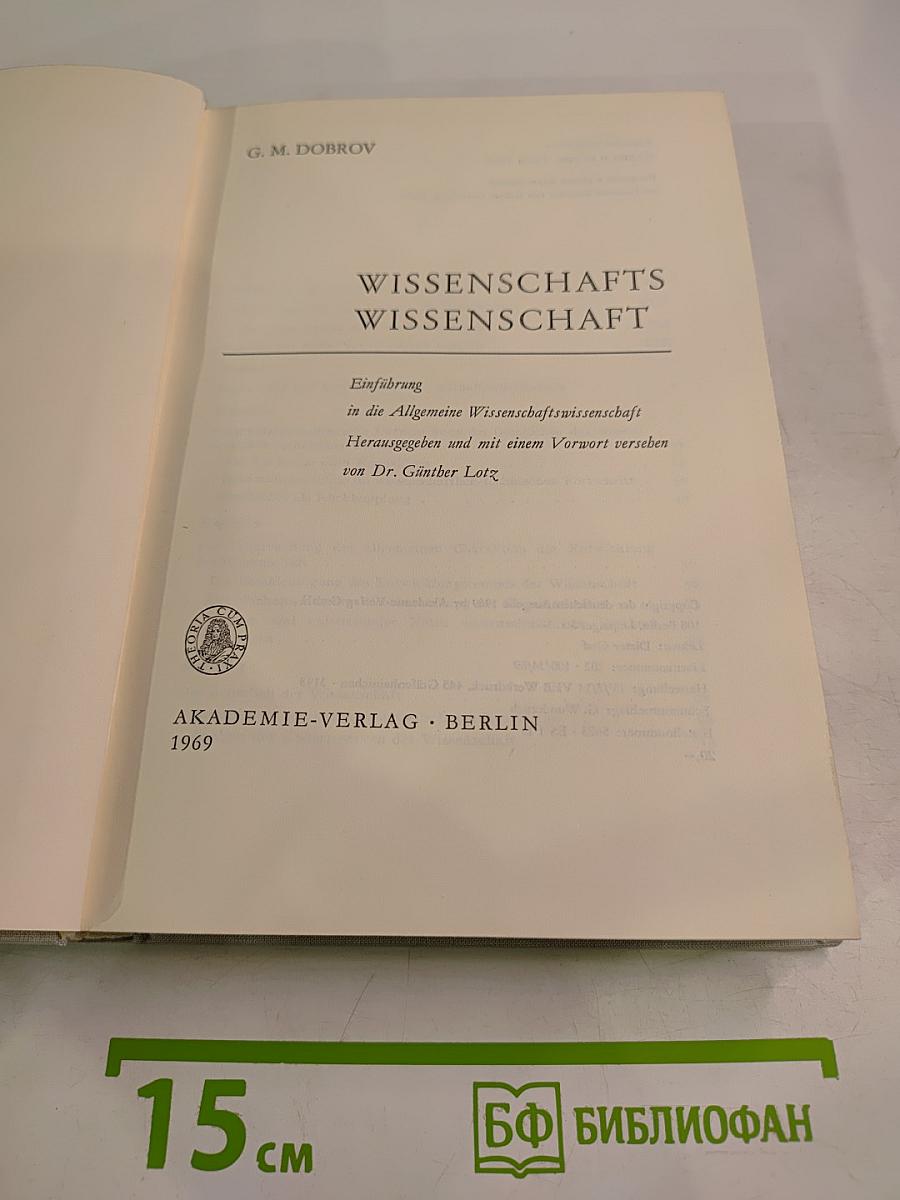 G. M. DOBROV
WISSENSCHAFTS
WISSENSCHAFT
Einführung
in die Allgemeine Wissenschaftswissenschaft
Herausgegeben und mit einem Vorwort versehen
von Dr. Günther Lotz
THEORIA CUM PRAXI
AKADEMIE-VERLAG · BERLIN
1969
15 см
БФ БИБЛИОФАН